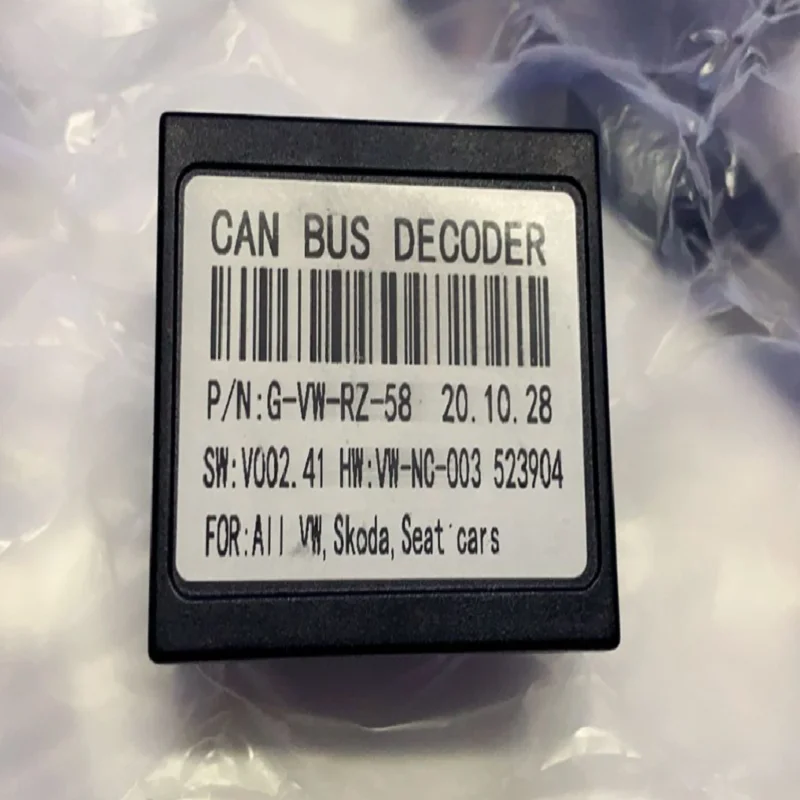 CAN BUS DECODER
P/N:G-VW-RZ-58 20.10.28
SW:V002.41 HW:VW-NC-003 523904
FOR:All VW,Skoda,Seat cars